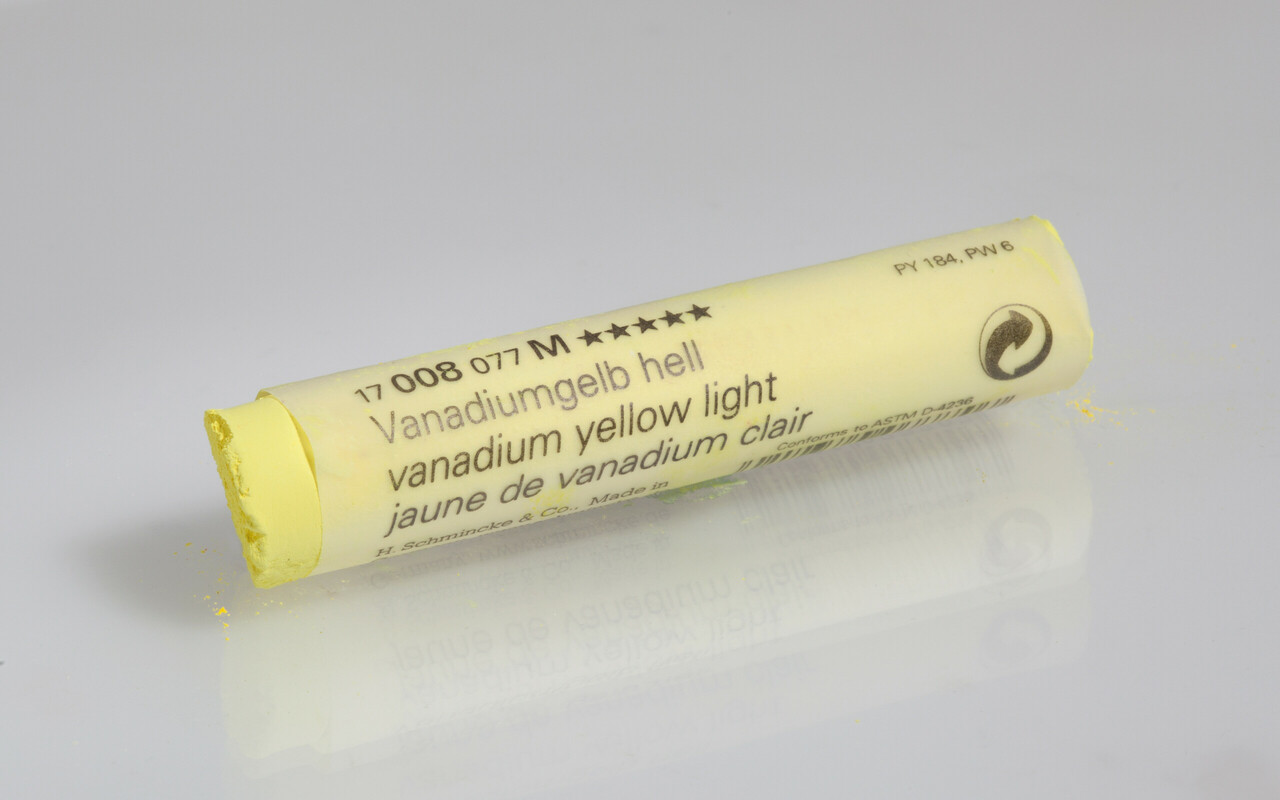 17 008 077 M ★★★★★
Vanadiumgelb hell
vanadium yellow light
jaune de vanadium clair
H. Schmincke & Co., Made in
PY 184, PW 6
Conforms to ASTM D-4236